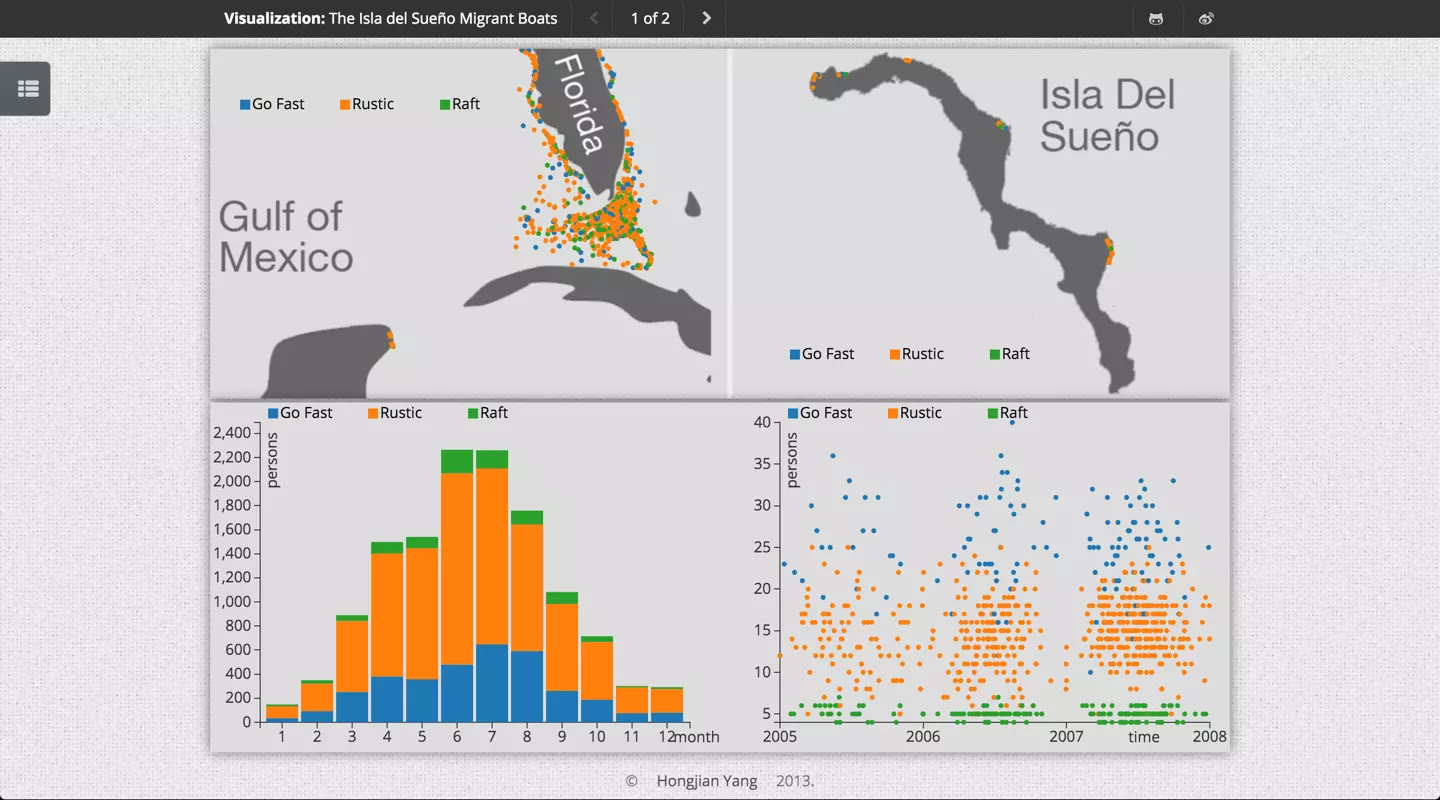 Visualization: The Isla del Sueño Migrant Boats
1 of 2
Go Fast Rustic Raft
Florida
Gulf of
Mexico
Isla Del
Sueño
Go Fast Rustic Raft
Go Fast Rustic Raft
persons
2,400
2,200
2,000
1,800
1,600
1,400
1,200
1,000
800
600
400
200
0
1 2 3 4 5 6 7 8 9 10 11 12 month
Go Fast Rustic Raft
persons
40
35
30
25
20
15
10
5
2005 2006 2007 time 2008
© Hongjian Yang 2013.